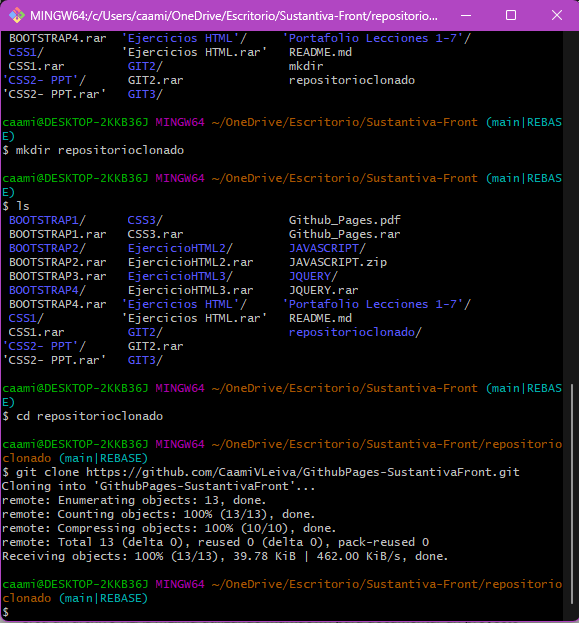 MINGW64:/c/Users/caami/OneDrive/Escritorio/Sustantiva-Front/repositorio...
BOOTSTRAP4.rar 'Ejercicios HTML'/ 'Portafolio Lecciones 1-7'/
CSS1/ 'Ejercicios HTML.rar' README.md
CSS1.rar GIT2/ mkdir
'CSS2- PPT'/ GIT2.rar repositorioclonado
'CSS2- PPT.rar' GIT3/
caami@DESKTOP-2KKB36J MINGW64 ~/OneDrive/Escritorio/Sustantiva-Front (main|REBAS
E)
$ mkdir repositorioclonado
caami@DESKTOP-2KKB36J MINGW64 ~/OneDrive/Escritorio/Sustantiva-Front (main|REBAS
E)
$ ls
BOOTSTRAP1/ CSS3/ Github_Pages.pdf
BOOTSTRAP1.rar CSS3.rar Github_Pages.rar
BOOTSTRAP2/ EjercicioHTML2/ JAVASCRIPT/
BOOTSTRAP2.rar EjercicioHTML2.rar JAVASCRIPT.zip
BOOTSTRAP3.rar EjercicioHTML3/ JQUERY/
BOOTSTRAP4/ EjercicioHTML3.rar JQUERY.rar
BOOTSTRAP4.rar 'Ejercicios HTML'/ 'Portafolio Lecciones 1-7'/
CSS1/ 'Ejercicios HTML.rar' README.md
CSS1.rar GIT2/ repositorioclonado/
'CSS2- PPT'/ GIT2.rar
'CSS2- PPT.rar' GIT3/
caami@DESKTOP-2KKB36J MINGW64 ~/OneDrive/Escritorio/Sustantiva-Front (main|REBAS
E)
$ cd repositorioclonado
caami@DESKTOP-2KKB36J MINGW64 ~/OneDrive/Escritorio/Sustantiva-Front/repositorio
clonado (main|REBASE)
$ git clone https://github.com/CaamiVLeiva/GithubPages-SustantivaFront.git
Cloning into 'GithubPages-SustantivaFront'...
remote: Enumerating objects: 13, done.
remote: Counting objects: 100% (13/13), done.
remote: Compressing objects: 100% (10/10), done.
remote: Total 13 (delta 0), reused 0 (delta 0), pack-reused 0
Receiving objects: 100% (13/13), 39.78 KiB | 462.00 KiB/s, done.
caami@DESKTOP-2KKB36J MINGW64 ~/OneDrive/Escritorio/Sustantiva-Front/repositorio
clonado (main|REBASE)
$